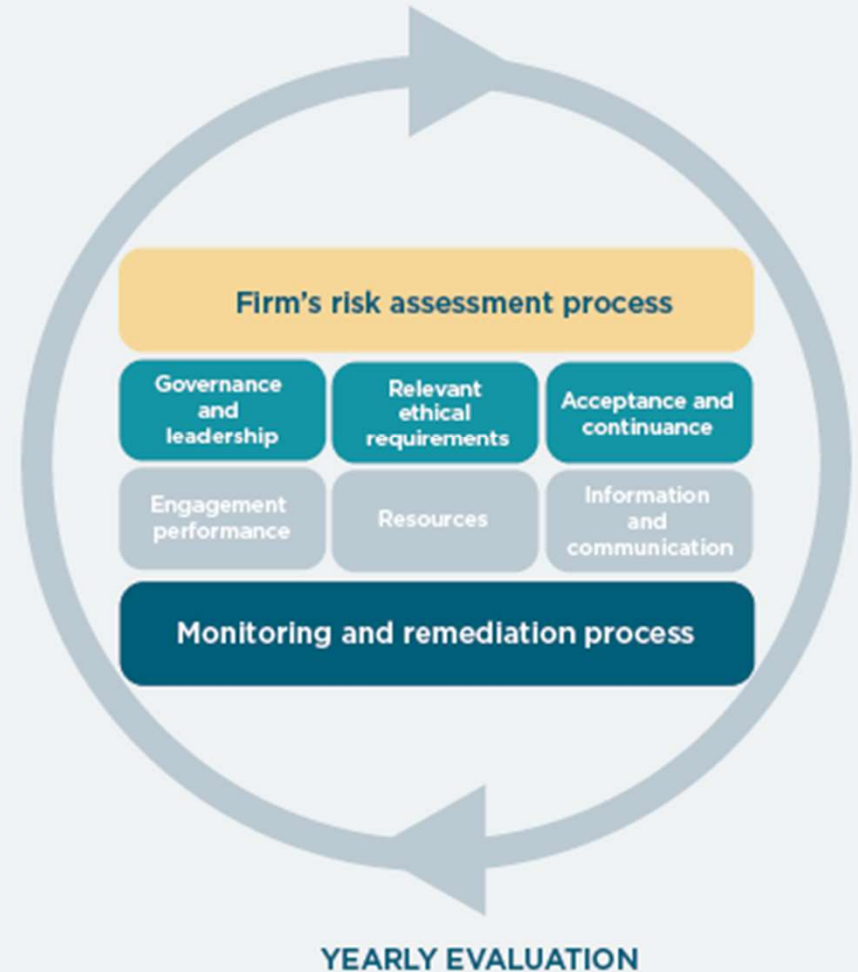 Firm's risk assessment process
Governance
and
leadership
Relevant
ethical
requirements
Acceptance and
continuance
Engagement
performance
Resources
Information
and
communication
Monitoring and remediation process
YEARLY EVALUATION